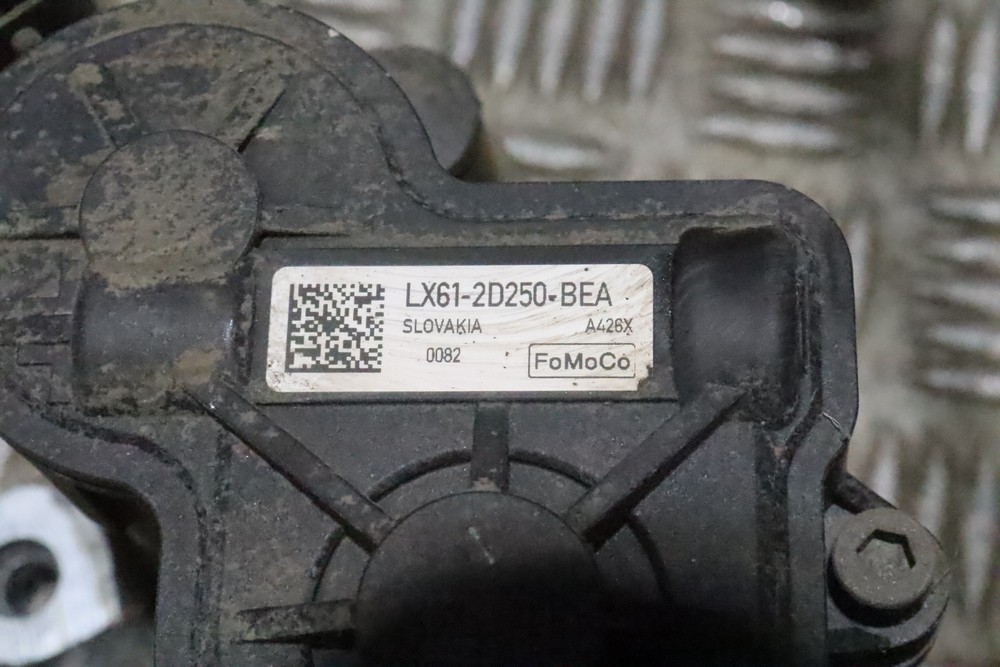 LX61-2D250-BEA
SLOVAKIA A426X
0082 FoMoCo